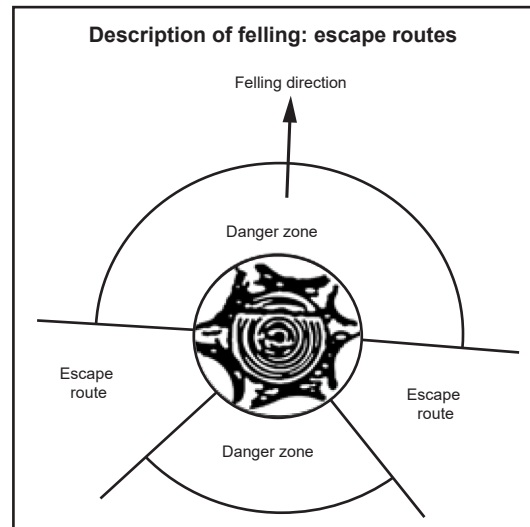 Description of felling: escape routes
Felling direction
Danger zone
Escape
route
Escape
route
Danger zone